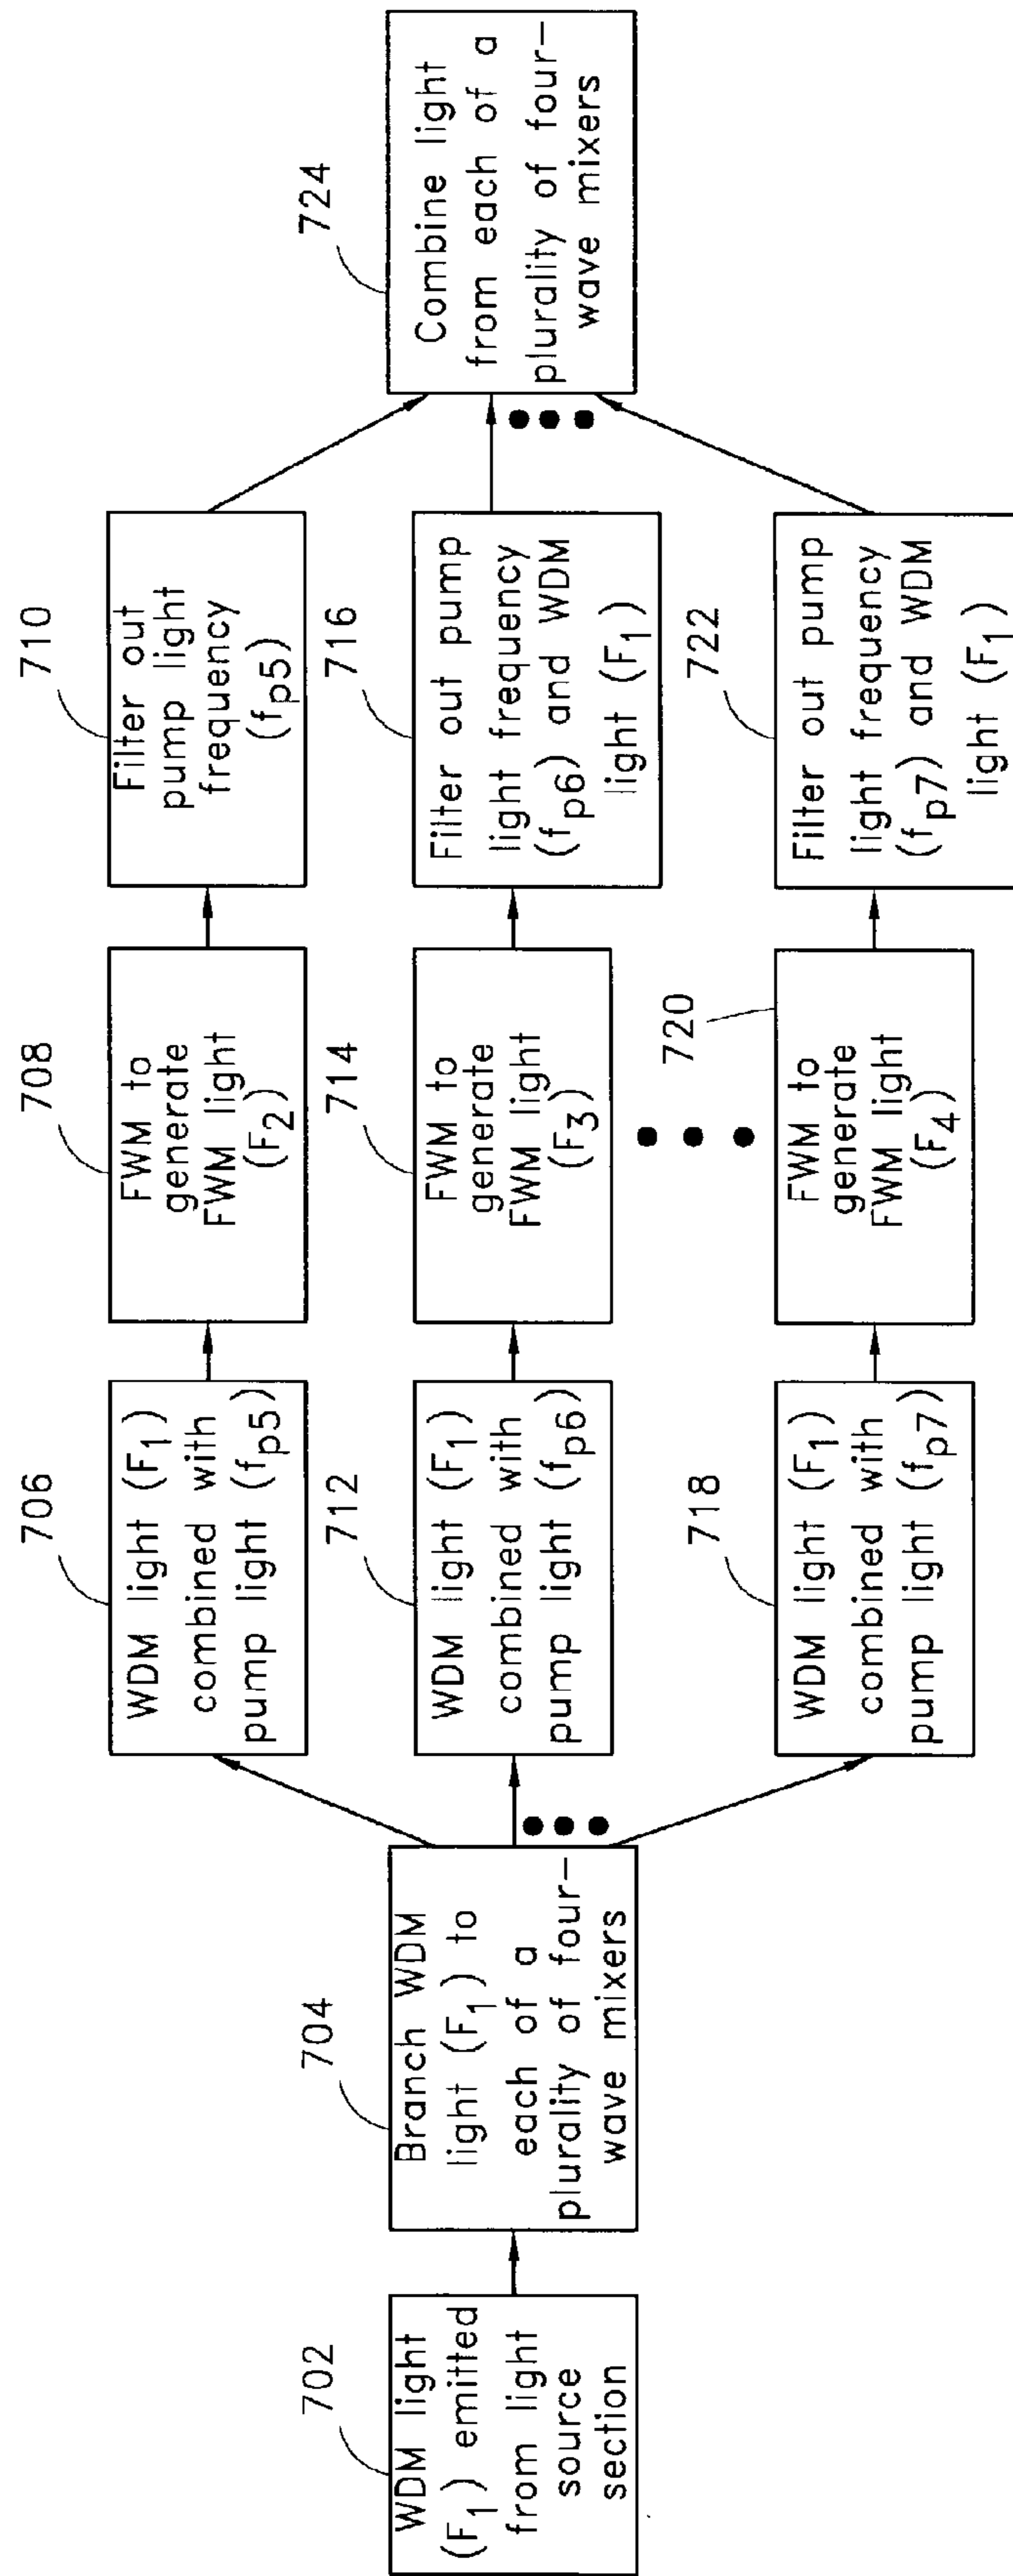 702
WDM light
(F1) emitted
from light
source
section
704
Branch WDM
light (F1) to
each of a
plurality of four-
wave mixers
706
WDM light (F1)
combined with
pump light (fp5)
708
FWM to
generate
FWM light
(F2)
710
Filter out
pump light
frequency
(fp5)
712
WDM light (F1)
combined with
pump light (fp6)
714
FWM to
generate
FWM light
(F3)
716
Filter out pump
light frequency
(fp6) and WDM
light (F1)
718
WDM light (F1)
combined with
pump light (fp7)
720
FWM to
generate
FWM light
(F4)
722
Filter out pump
light frequency
(fp7) and WDM
light (F1)
724
Combine light
from each of a
plurality of four-
wave mixers